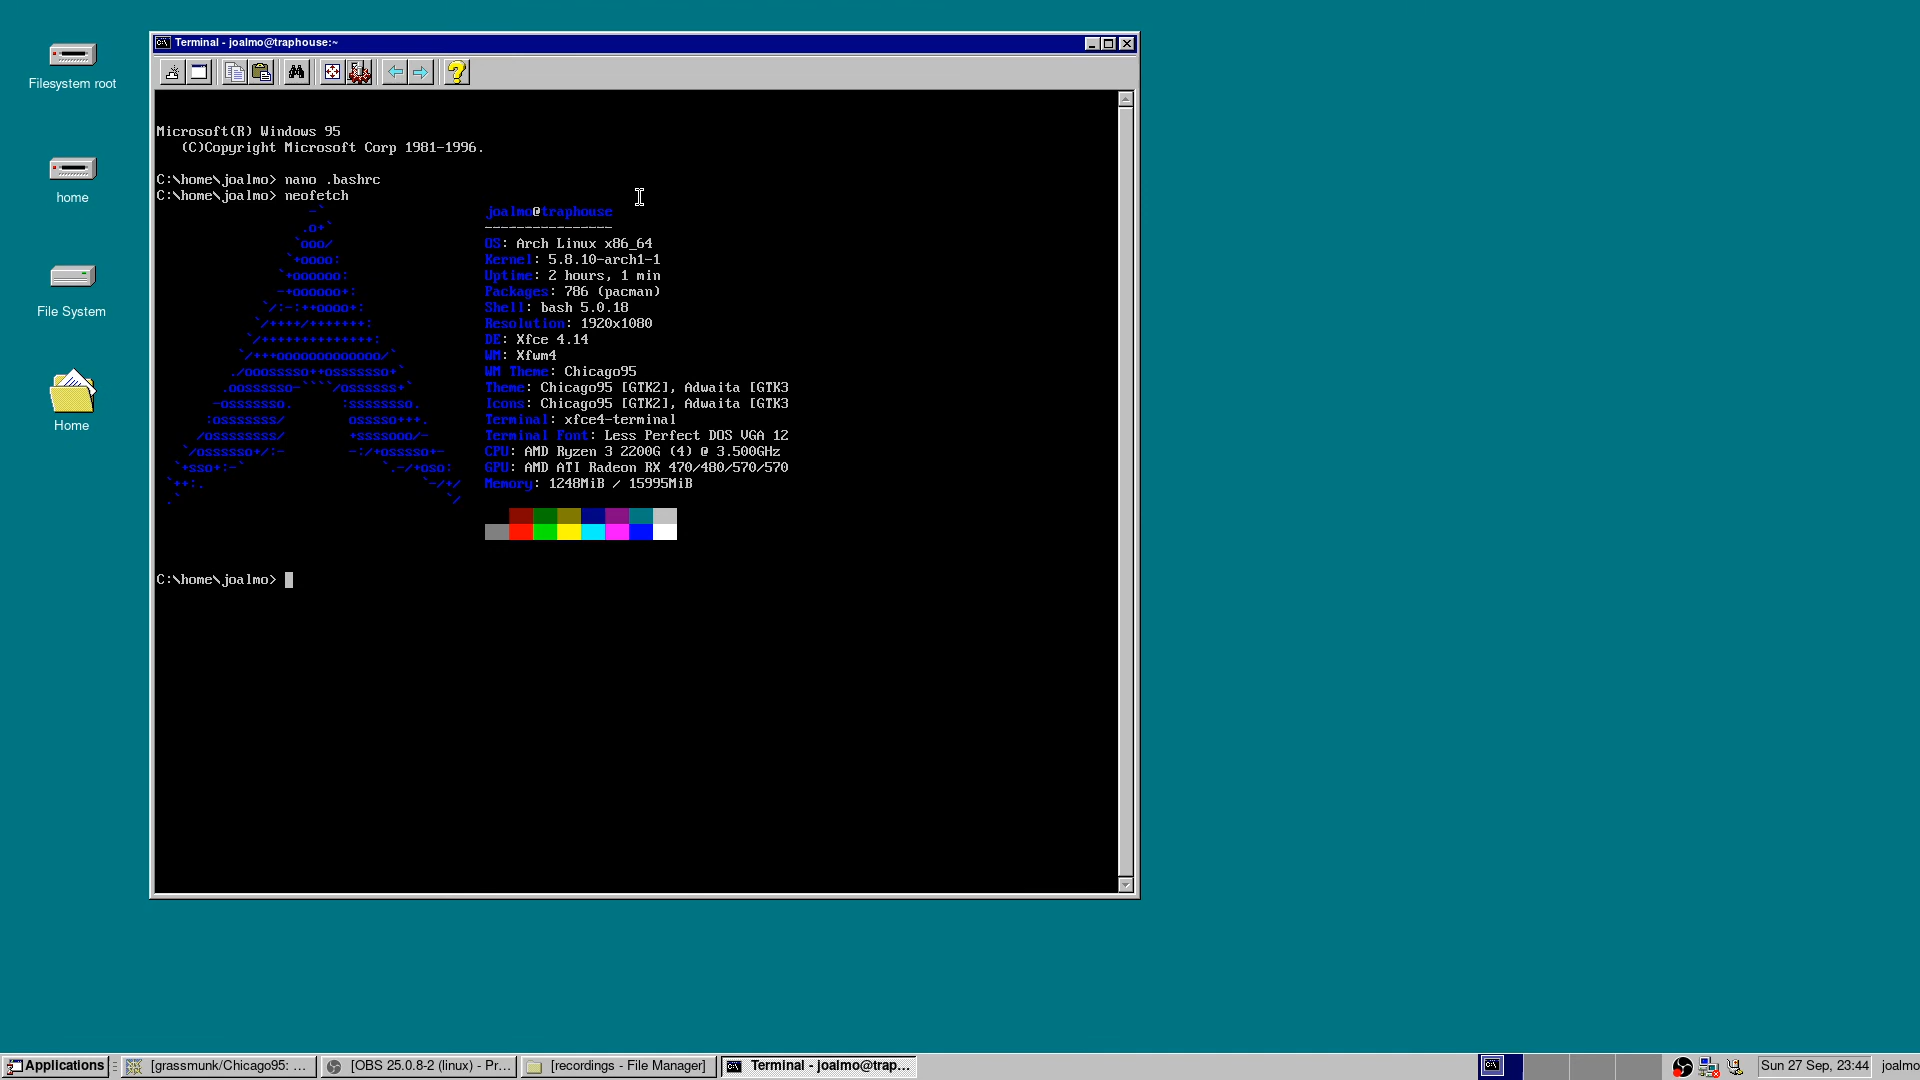 Filesystem root
home
File System
Home
Terminal - joalmo@traphouse:~
Microsoft(R) Windows 95
(C)Copyright Microsoft Corp 1981-1996.
C:\home\joalmo> nano .bashrc
C:\home\joalmo> neofetch
joalmo@traphouse
----------------
OS: Arch Linux x86_64
Kernel: 5.8.10-arch1-1
Uptime: 2 hours, 1 min
Packages: 786 (pacman)
Shell: bash 5.0.18
Resolution: 1920x1080
DE: Xfce 4.14
WM: Xfwm4
WM Theme: Chicago95
Theme: Chicago95 [GTK2], Adwaita [GTK3
Icons: Chicago95 [GTK2], Adwaita [GTK3
Terminal: xfce4-terminal
Terminal Font: Less Perfect DOS VGA 12
CPU: AMD Ryzen 3 2200G (4) @ 3.500GHz
GPU: AMD ATI Radeon RX 470/480/570/570
Memory: 1248MiB / 15995MiB
C:\home\joalmo>
Applications
[grassmunk/Chicago95: ...
[OBS 25.0.8-2 (linux) - Pr...
[recordings - File Manager]
Terminal - joalmo@trap...
Sun 27 Sep, 23:44
joalmo